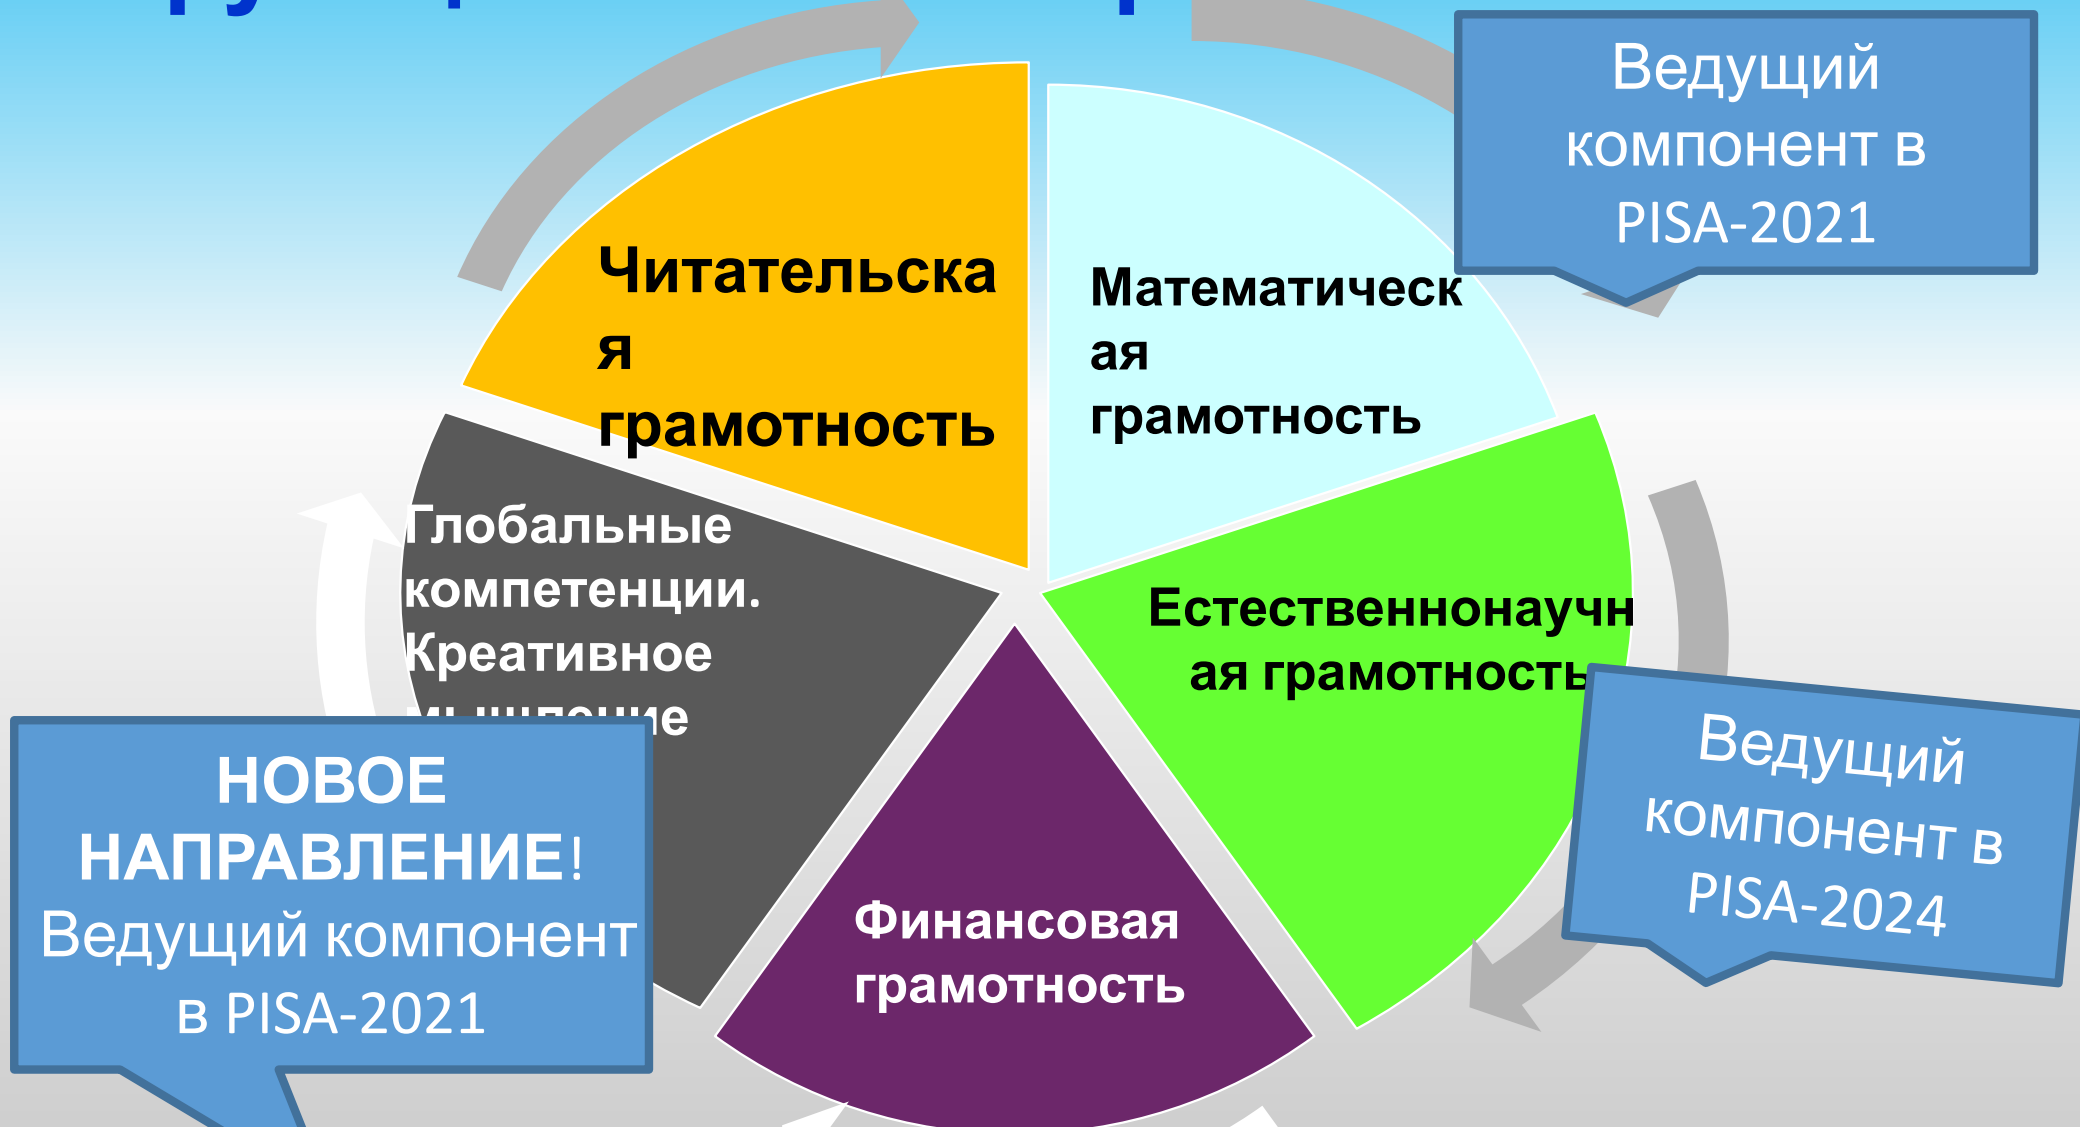 Ведущий
компонент в
PISA-2021
Читательска
я
грамотность
Математическ
ая
грамотность
Глобальные
компетенции.
Креативное
мышление
Естественнонаучн
ая грамотность
Ведущий
компонент в
PISA-2024
НОВОЕ
НАПРАВЛЕНИЕ!
Ведущий компонент
в PISA-2021
Финансовая
грамотность